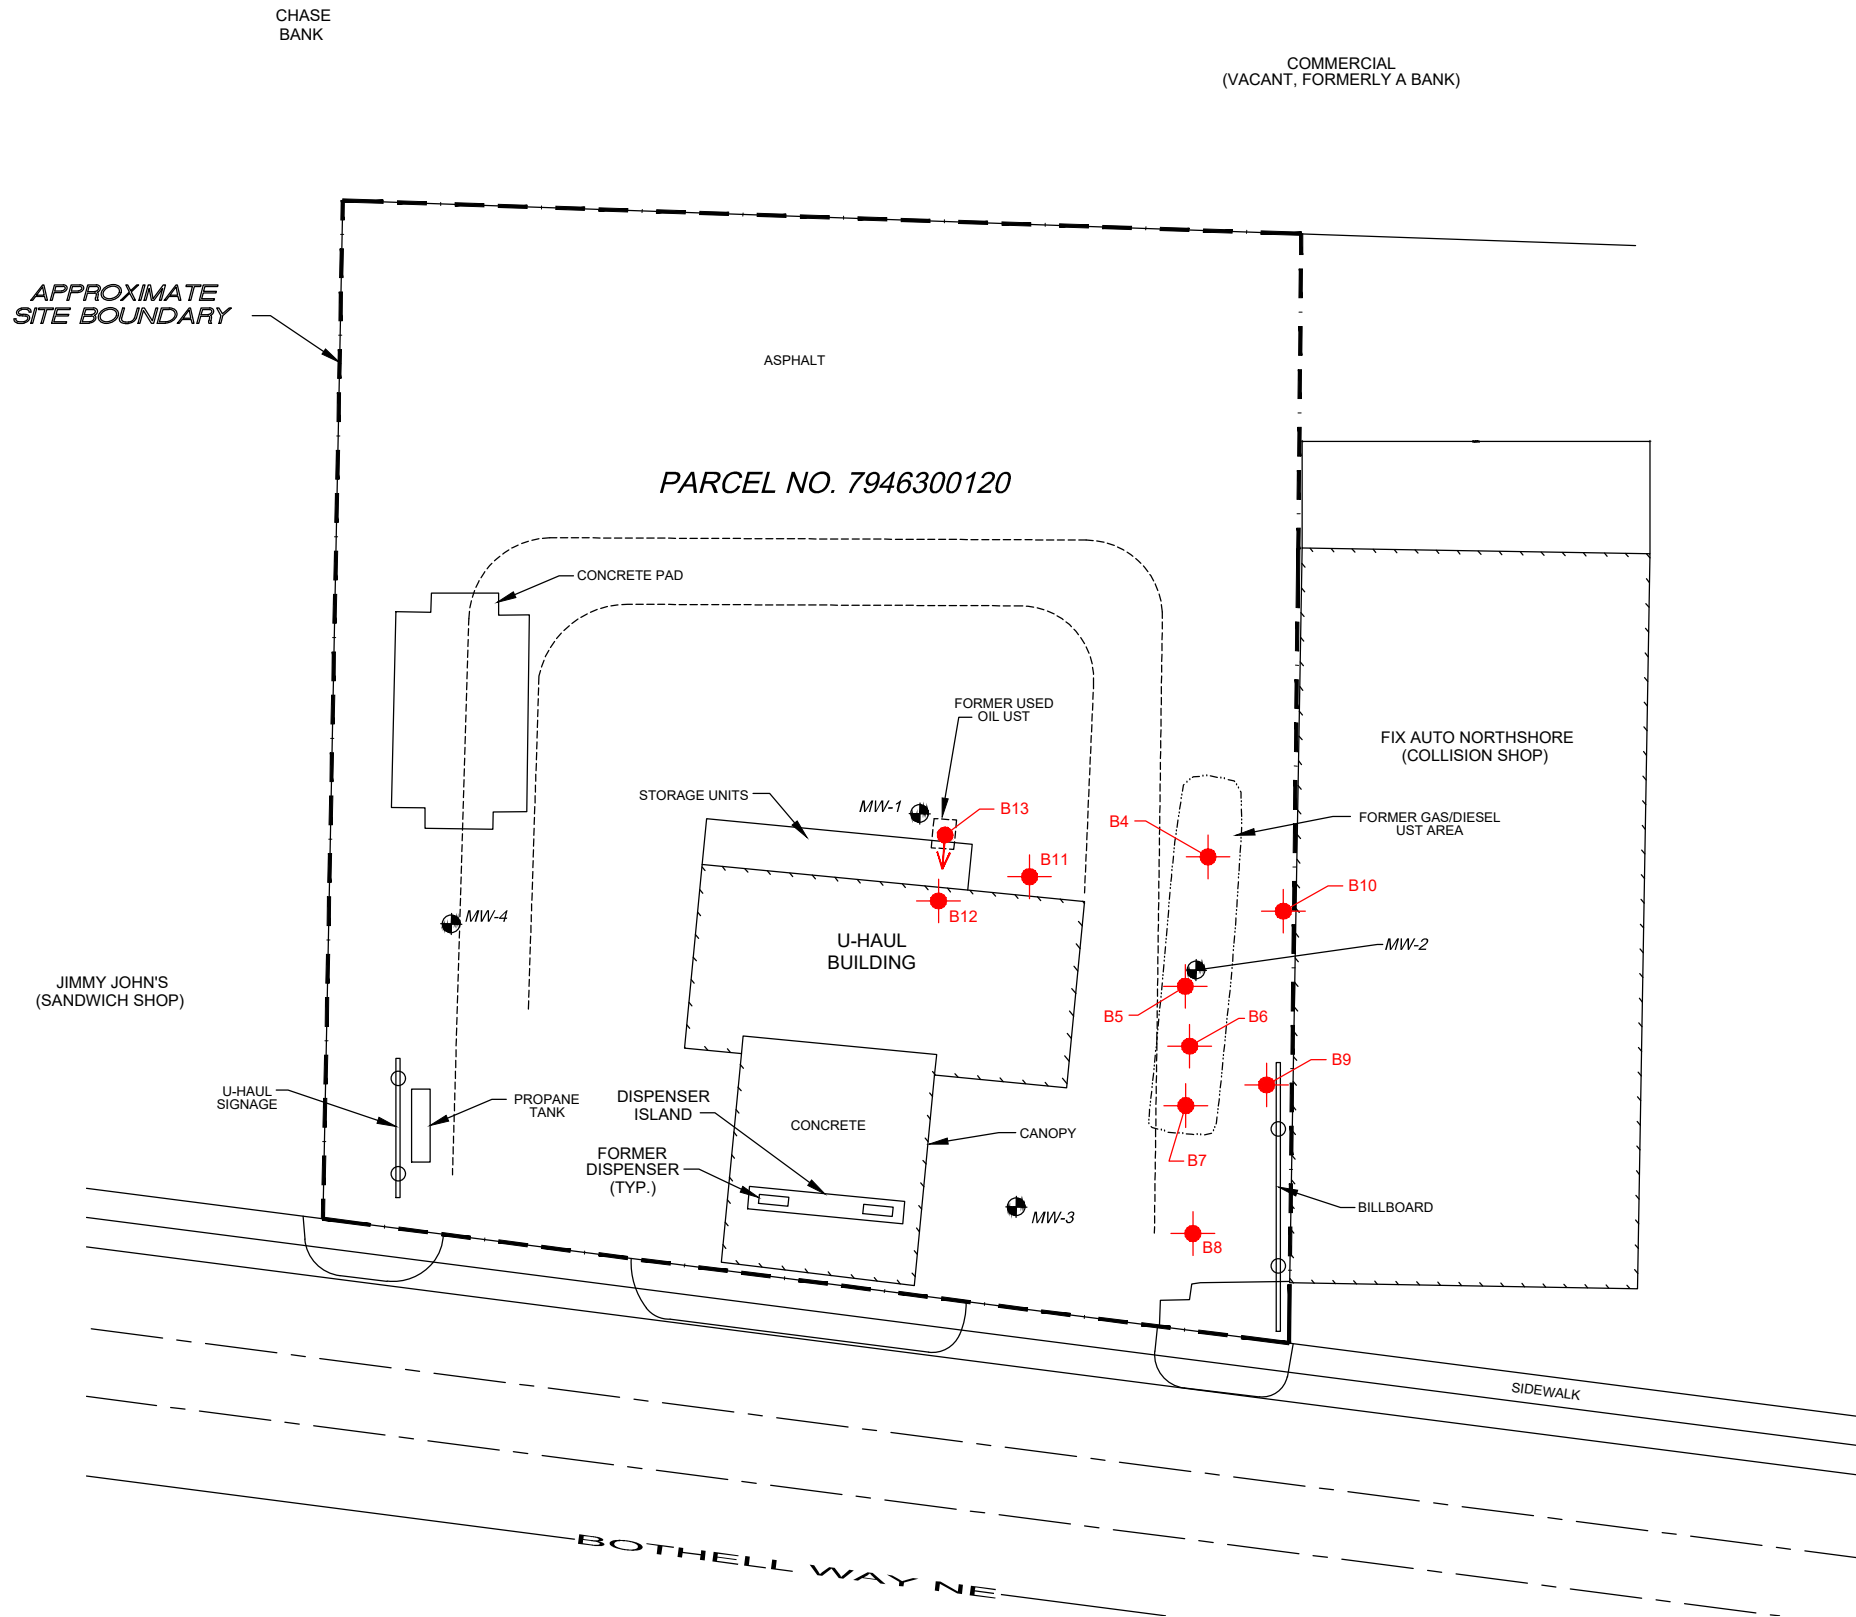 CHASE
BANK
COMMERCIAL
(VACANT, FORMERLY A BANK)
APPROXIMATE
SITE BOUNDARY
ASPHALT
PARCEL NO. 7946300120
CONCRETE PAD
FORMER USED
OIL UST
FIX AUTO NORTHSHORE
(COLLISION SHOP)
STORAGE UNITS
MW-1
B13
B4
FORMER GAS/DIESEL
UST AREA
B11
B10
MW-4
B12
U-HAUL
BUILDING
MW-2
JIMMY JOHN'S
(SANDWICH SHOP)
B5
B6
B9
U-HAUL
SIGNAGE
PROPANE
TANK
DISPENSER
ISLAND
CONCRETE
CANOPY
FORMER
DISPENSER
(TYP.)
B7
BILLBOARD
MW-3
B8
SIDEWALK
BOTHELL WAY NE